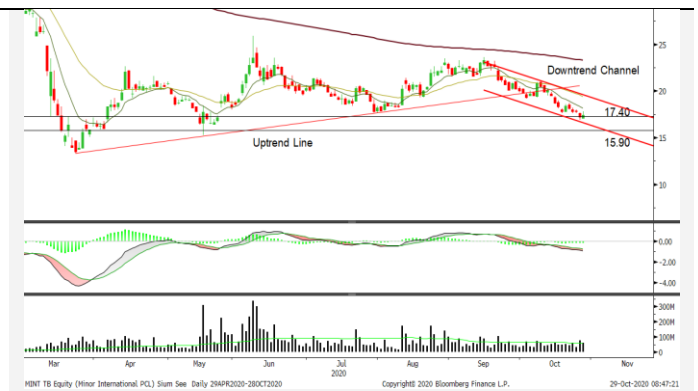 25
Downtrend Channel
20
17.40
Uptrend Line
15.90
15
10
0.00
-2.00
-4.00
300M
200M
100M
0
Mar Apr May Jun Jul Aug Sep Oct Nov
2020
MINT TB Equity (Minor International PCL) Sium See Daily 29APR2020-28OCT2020 Copyright© 2020 Bloomberg Finance L.P. 29-Oct-2020 08:47:21